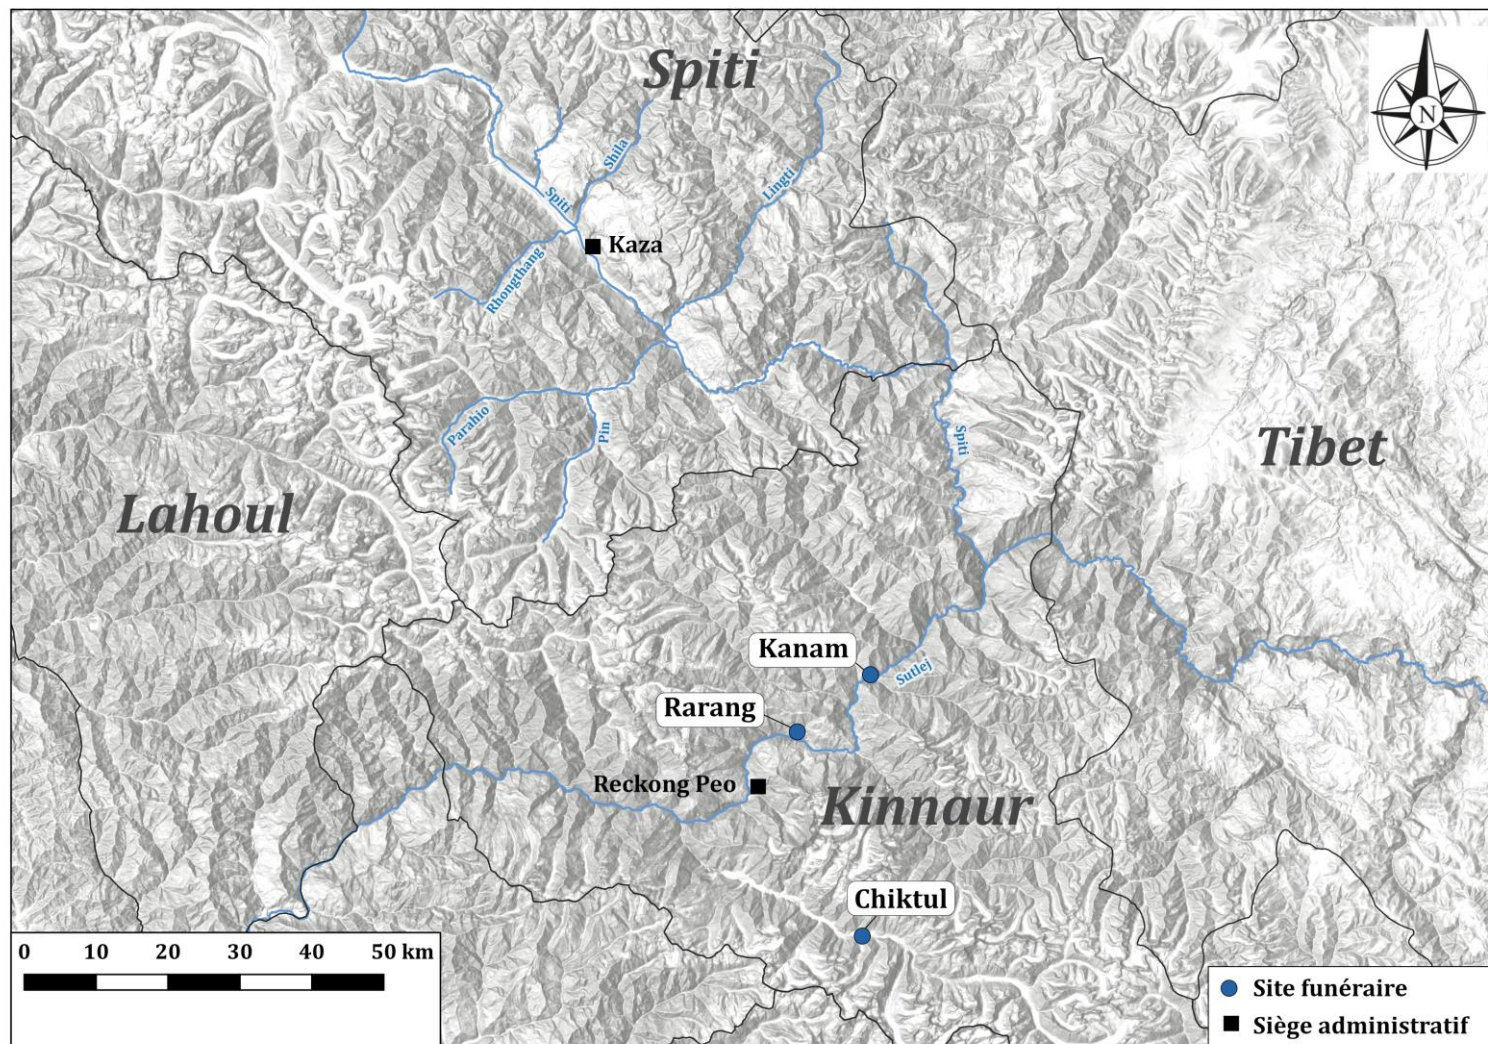 Spiti
N
Shila
Lingti
Spiti
Kaza
Rhongthang
Parahio
Pin
Spiti
Tibet
Lahoul
Kanam
Sutlej
Rarang
Reckong Peo
Kinnaur
Chiktul
0 10 20 30 40 50 km
Site funéraire
Siège administratif